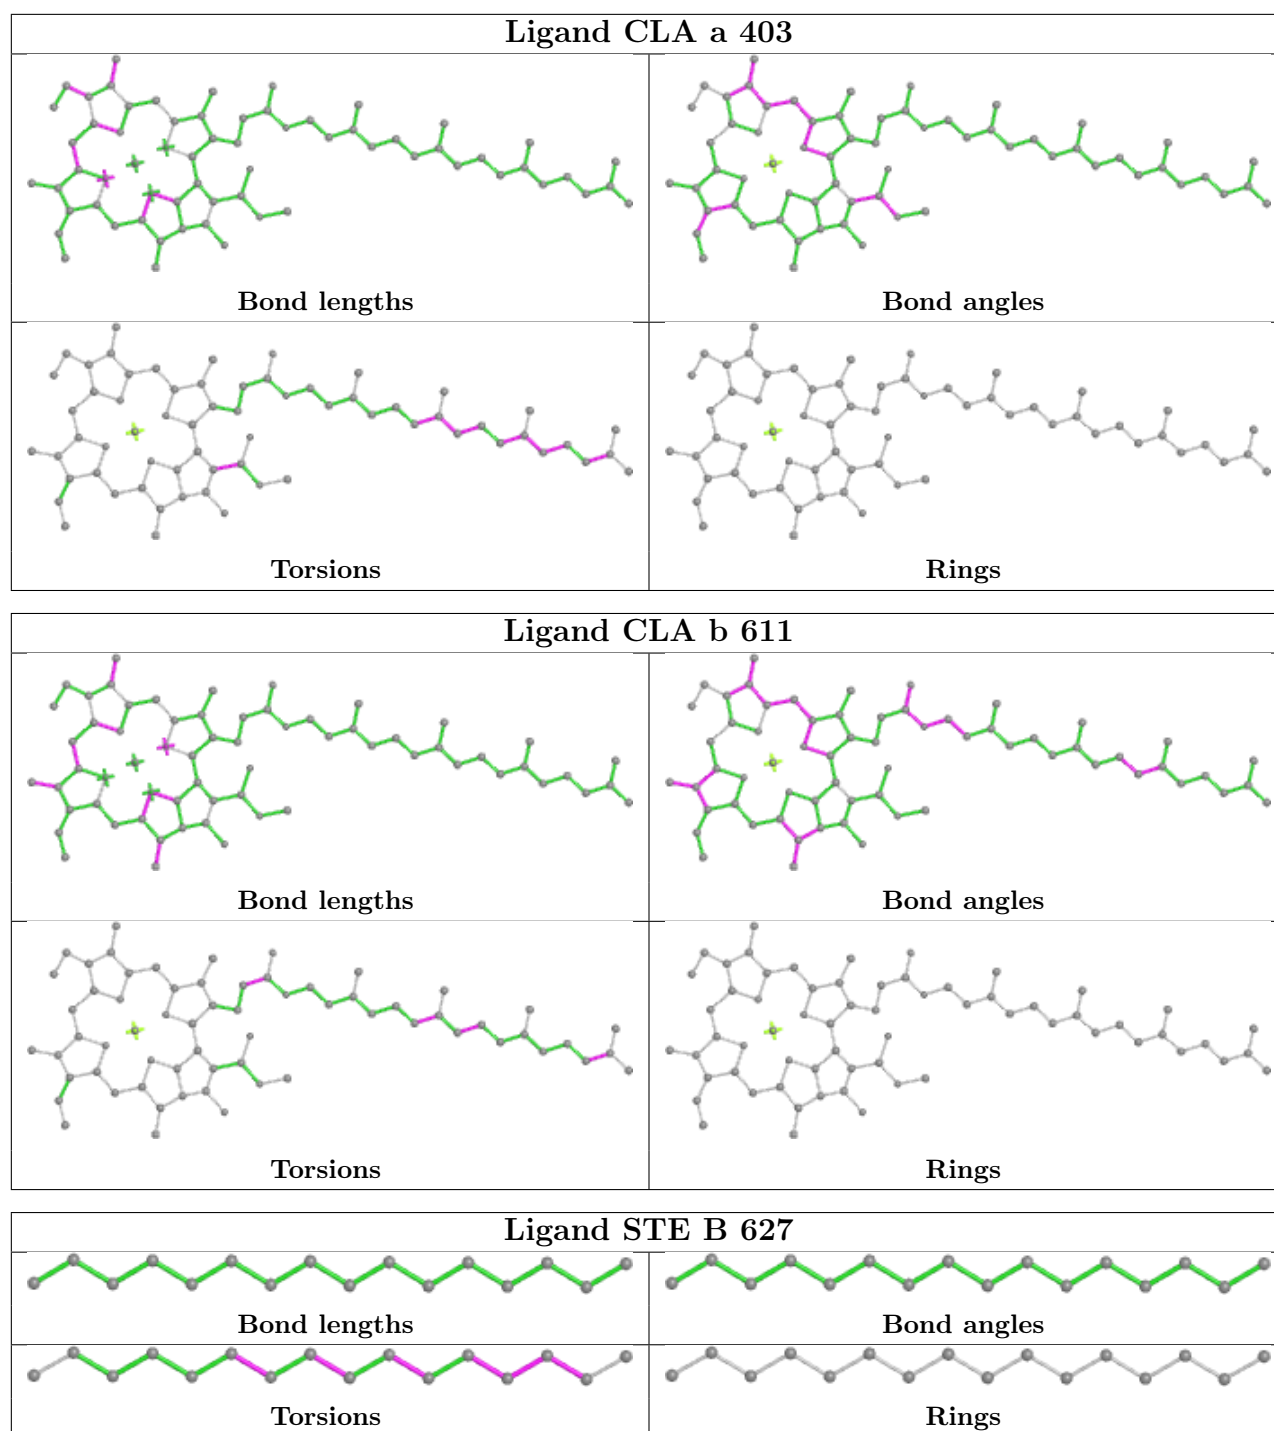 Ligand CLA a 403
Bond lengths
Bond angles
Torsions
Rings
Ligand CLA b 611
Bond lengths
Bond angles
Torsions
Rings
Ligand STE B 627
Bond lengths
Bond angles
Torsions
Rings